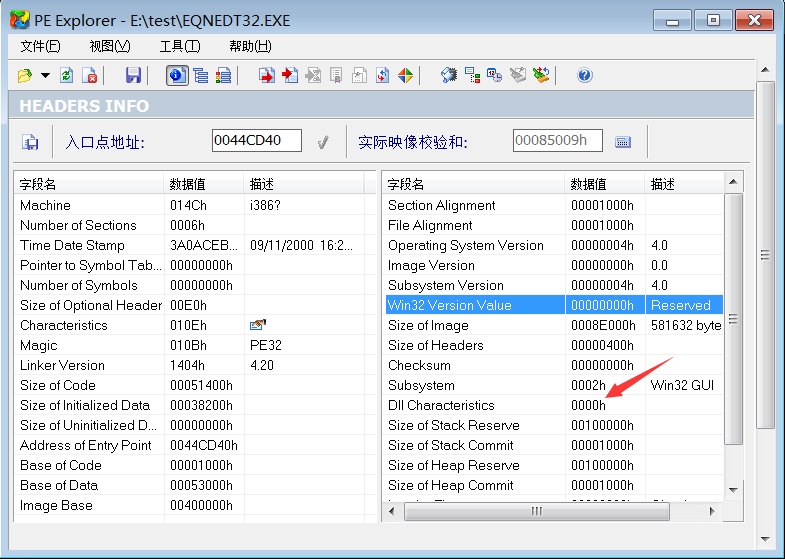 PE Explorer - E:\test\EQNEDT32.EXE
文件(F) 视图(V) 工具(T) 帮助(H)
HEADERS INFO
入口点地址: 0044CD40 实际映像校验和: 00085009h
字段名 数据值 描述
Machine 014Ch i386?
Number of Sections 0006h
Time Date Stamp 3A0ACEB... 09/11/2000 16:2...
Pointer to Symbol Tab... 00000000h
Number of Symbols 00000000h
Size of Optional Header 00E0h
Characteristics 010Eh
Magic 010Bh PE32
Linker Version 1404h 4.20
Size of Code 00051400h
Size of Initialized Data 00038200h
Size of Uninitialized D... 00000000h
Address of Entry Point 0044CD40h
Base of Code 00001000h
Base of Data 00053000h
Image Base 00400000h
字段名 数据值 描述
Section Alignment 00001000h
File Alignment 00001000h
Operating System Version 00000004h 4.0
Image Version 00000000h 0.0
Subsystem Version 00000004h 4.0
Win32 Version Value 00000000h Reserved
Size of Image 0008E000h 581632 byte
Size of Headers 00000400h
Checksum 00000000h
Subsystem 0002h Win32 GUI
Dll Characteristics 0000h
Size of Stack Reserve 00100000h
Size of Stack Commit 00001000h
Size of Heap Reserve 00100000h
Size of Heap Commit 00001000h